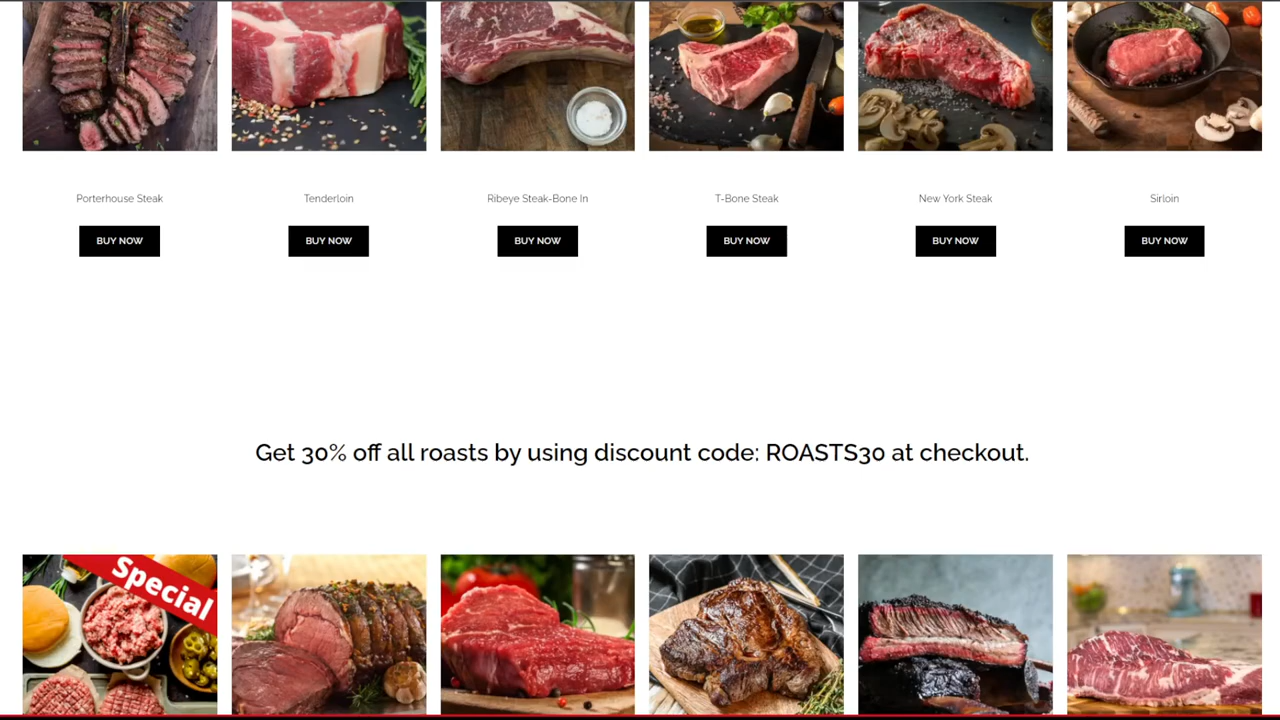 Porterhouse Steak
Tenderloin
Ribeye Steak-Bone In
T-Bone Steak
New York Steak
Sirloin
BUY NOW
BUY NOW
BUY NOW
BUY NOW
BUY NOW
BUY NOW
Get 30% off all roasts by using discount code: ROASTS30 at checkout.
Special